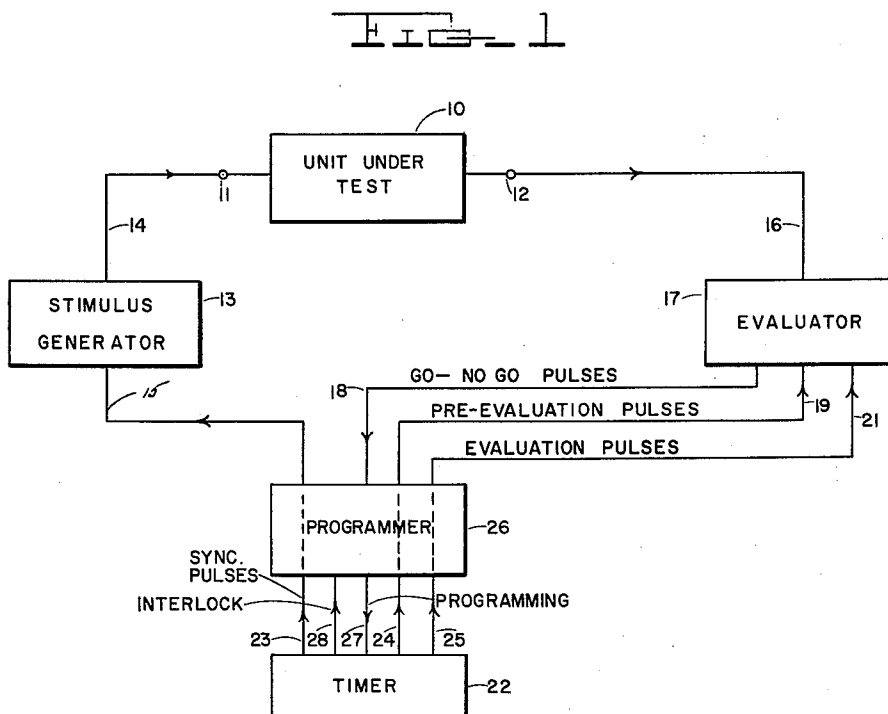 10
UNIT UNDER
TEST
11
12
14
16
STIMULUS
GENERATOR
13
17
EVALUATOR
15
GO—NO GO PULSES
18
PRE-EVALUATION PULSES
19
21
EVALUATION PULSES
PROGRAMMER
26
SYNC.
PULSES
INTERLOCK
PROGRAMMING
23
28
27
24
25
TIMER
22